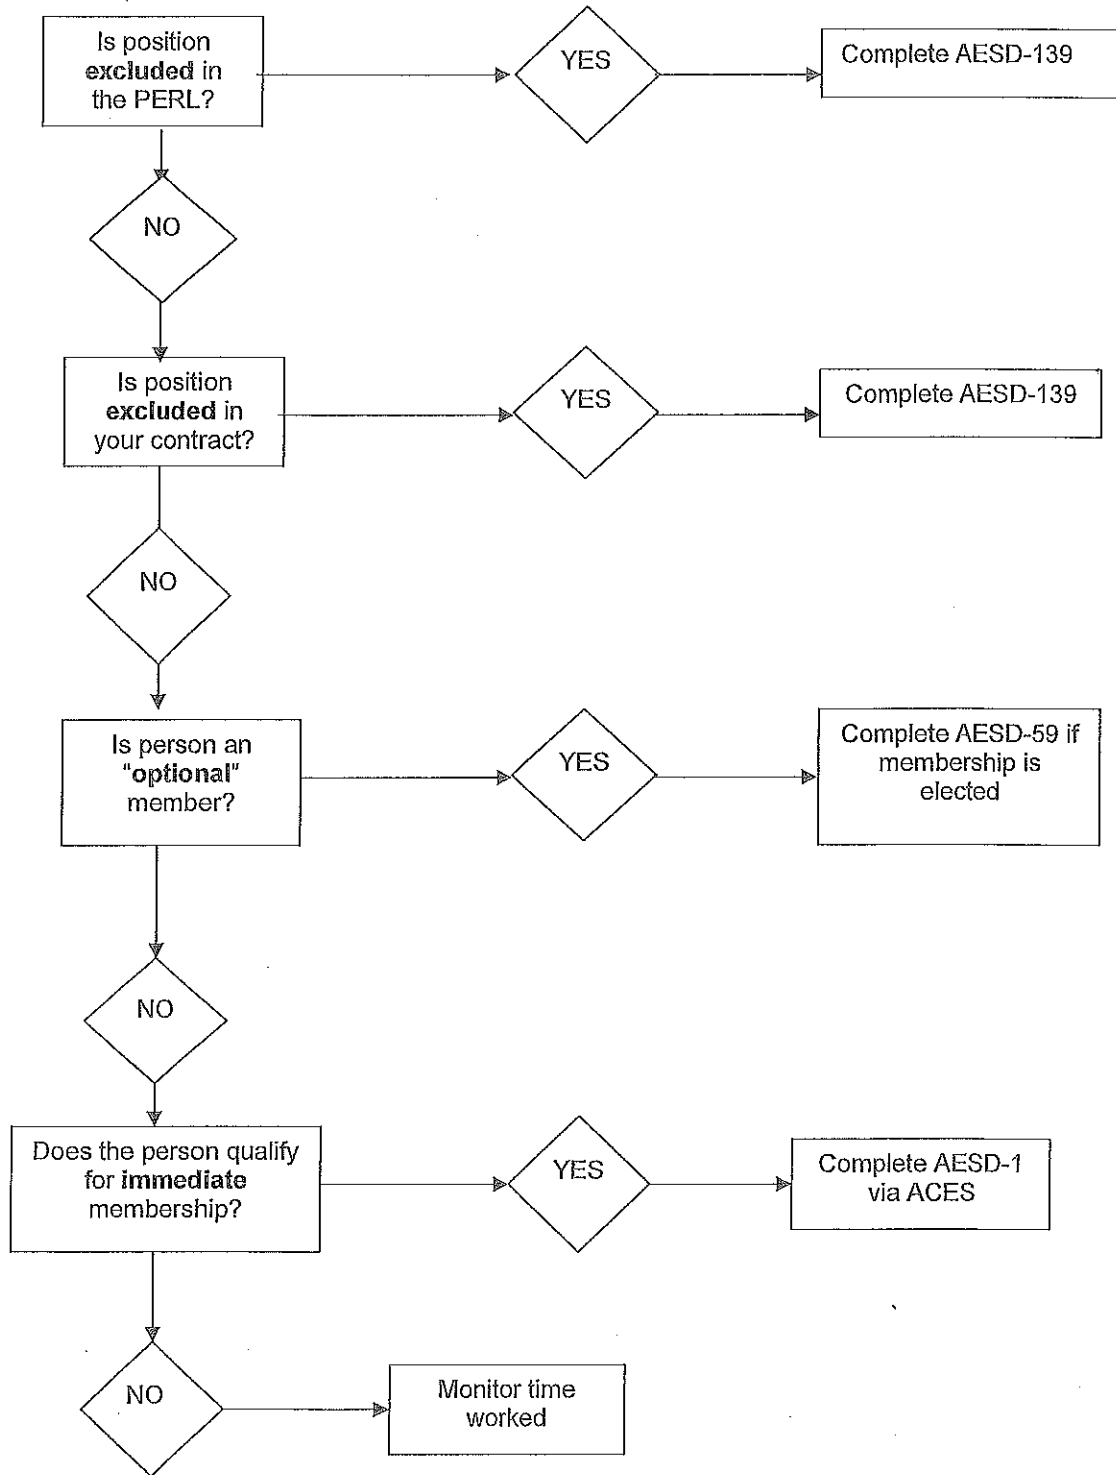 Is position
excluded in
the PERL?
YES
Complete AESD-139
NO
Is position
excluded in
your contract?
YES
Complete AESD-139
NO
Is person an
"optional"
member?
YES
Complete AESD-59 if
membership is
elected
NO
Does the person qualify
for immediate
membership?
YES
Complete AESD-1
via ACES
NO
Monitor time
worked